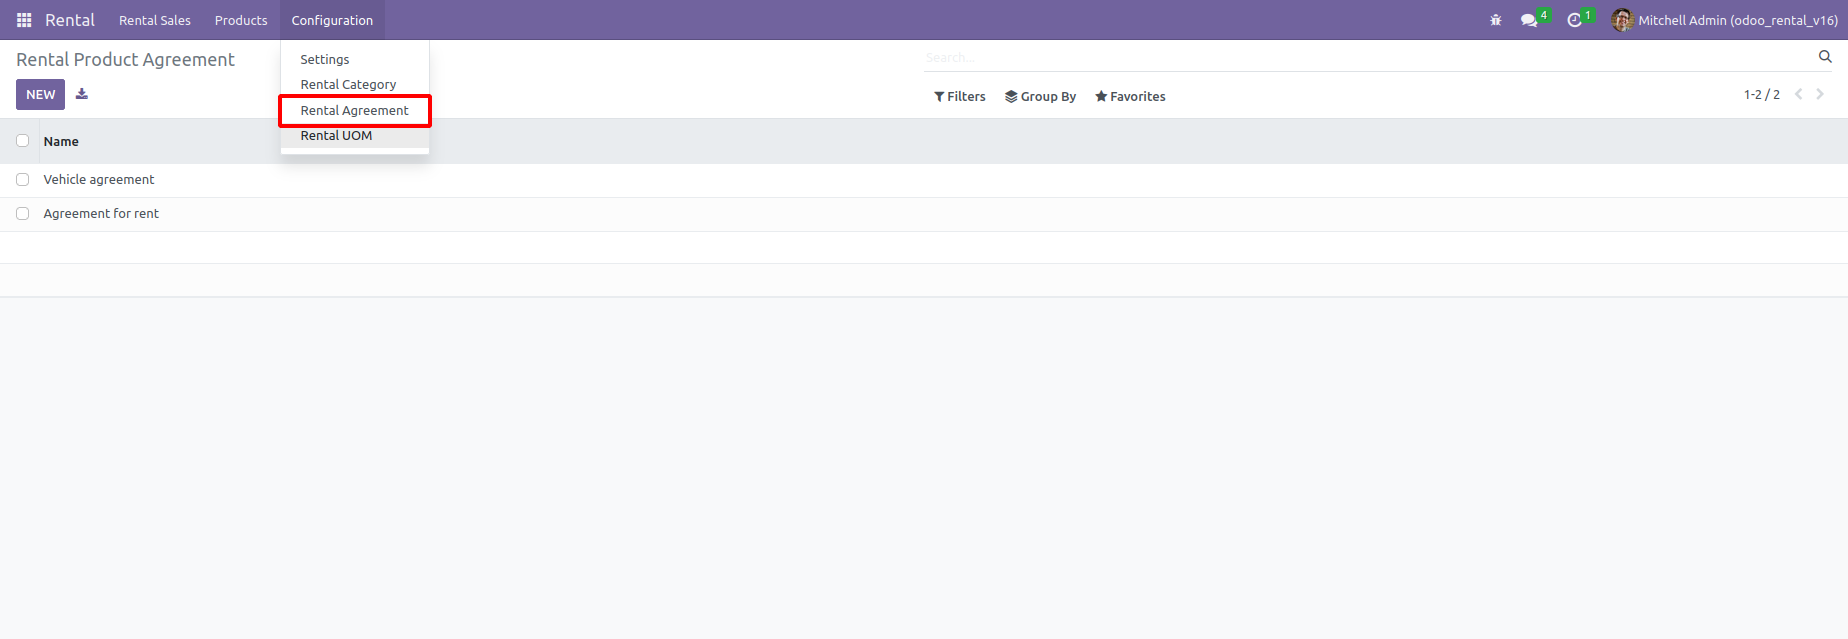 Rental Rental Sales Products Configuration 4 1 Mitchell Admin (odoo_rental_v16)
Rental Product Agreement
NEW
Settings
Rental Category
Rental Agreement
Rental UOM
Search...
Filters Group By Favorites 1-2 / 2
Name
Vehicle agreement
Agreement for rent